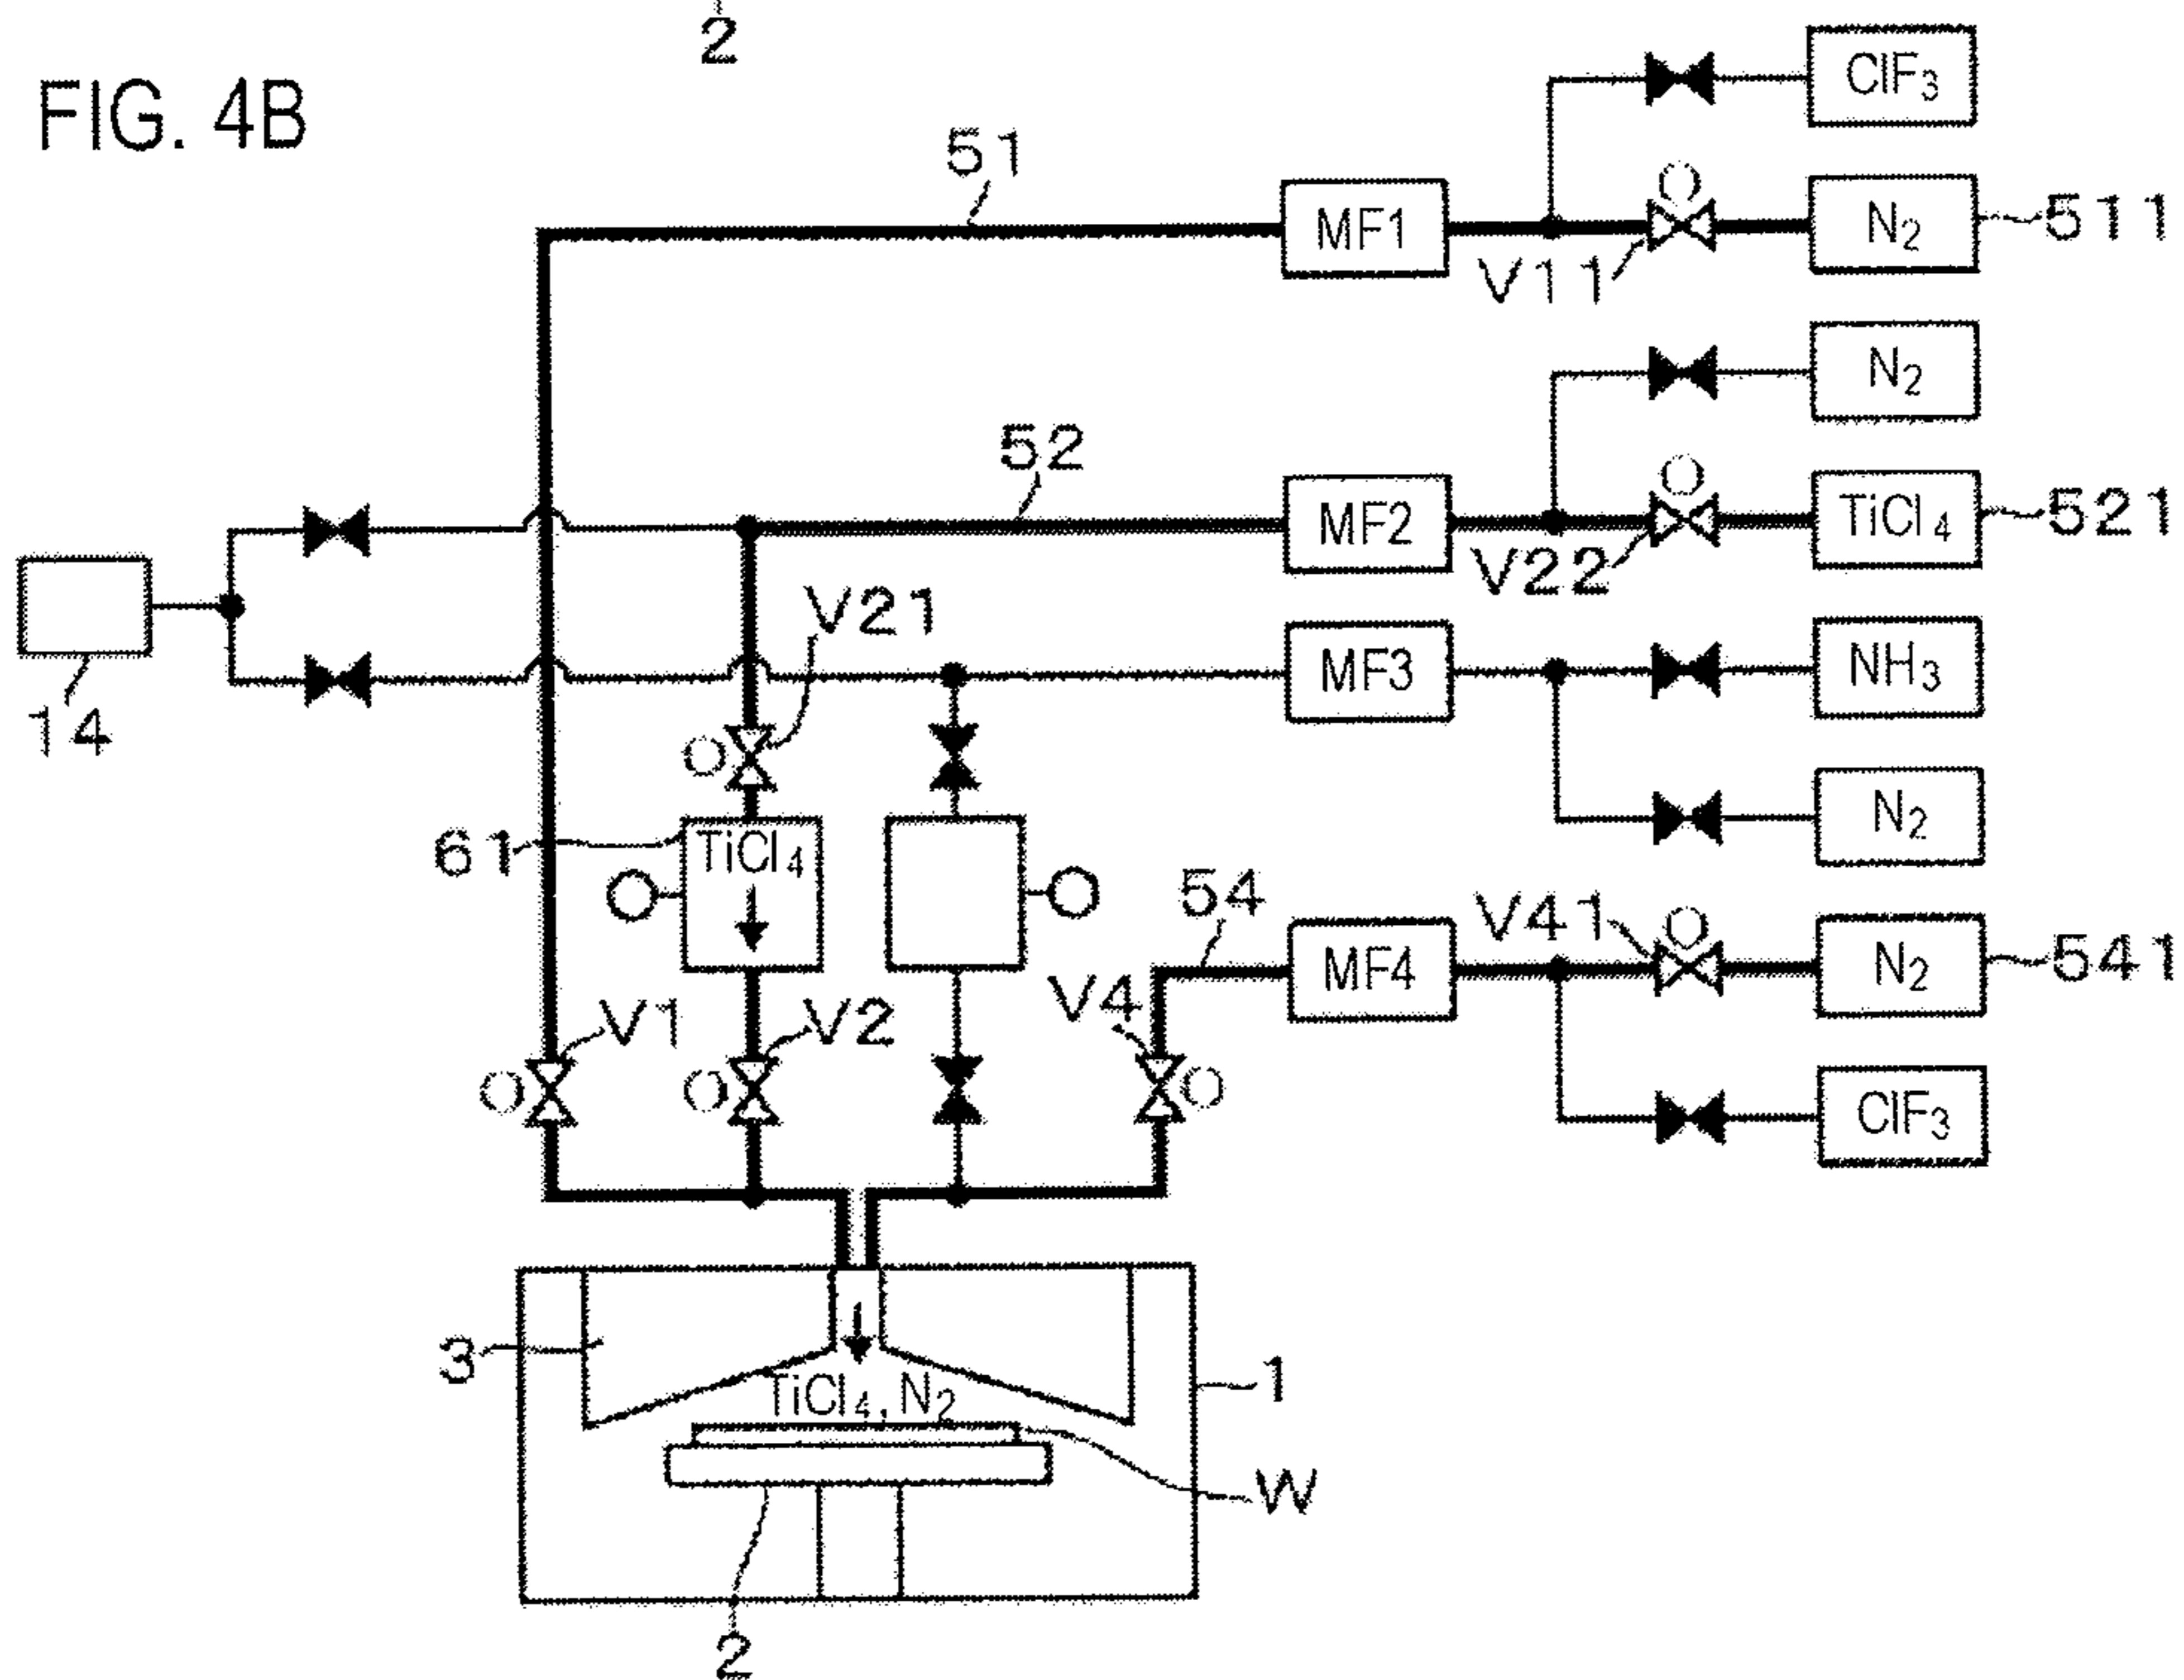 2
FIG. 4B
ClF3
51
MF1
N2
511
V11
N2
52
MF2
TiCl4
521
V22
V21
MF3
NH3
14
N2
61
TiCl4
54
V41
MF4
N2
541
V1
V2
V4
ClF3
3
1
TiCl4, N2
W
2